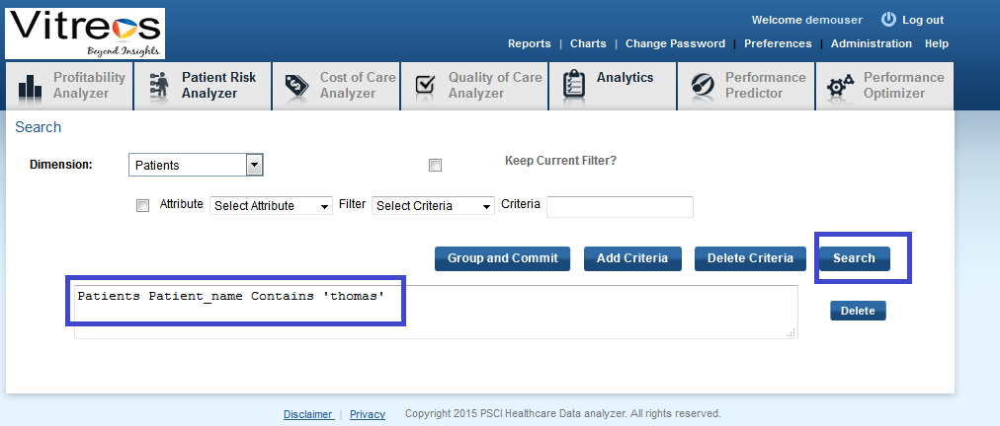 Vitreos
Beyond Insights
Welcome demouser Log out
Reports | Charts | Change Password | Preferences | Administration Help
Profitability Analyzer
Patient Risk Analyzer
Cost of Care Analyzer
Quality of Care Analyzer
Analytics
Performance Predictor
Performance Optimizer
Search
Dimension: Patients Keep Current Filter?
Attribute Select Attribute Filter Select Criteria Criteria
Group and Commit Add Criteria Delete Criteria Search
Patients Patient_name Contains 'thomas'
Delete
Disclaimer | Privacy Copyright 2015 PSCI Healthcare Data analyzer. All rights reserved.